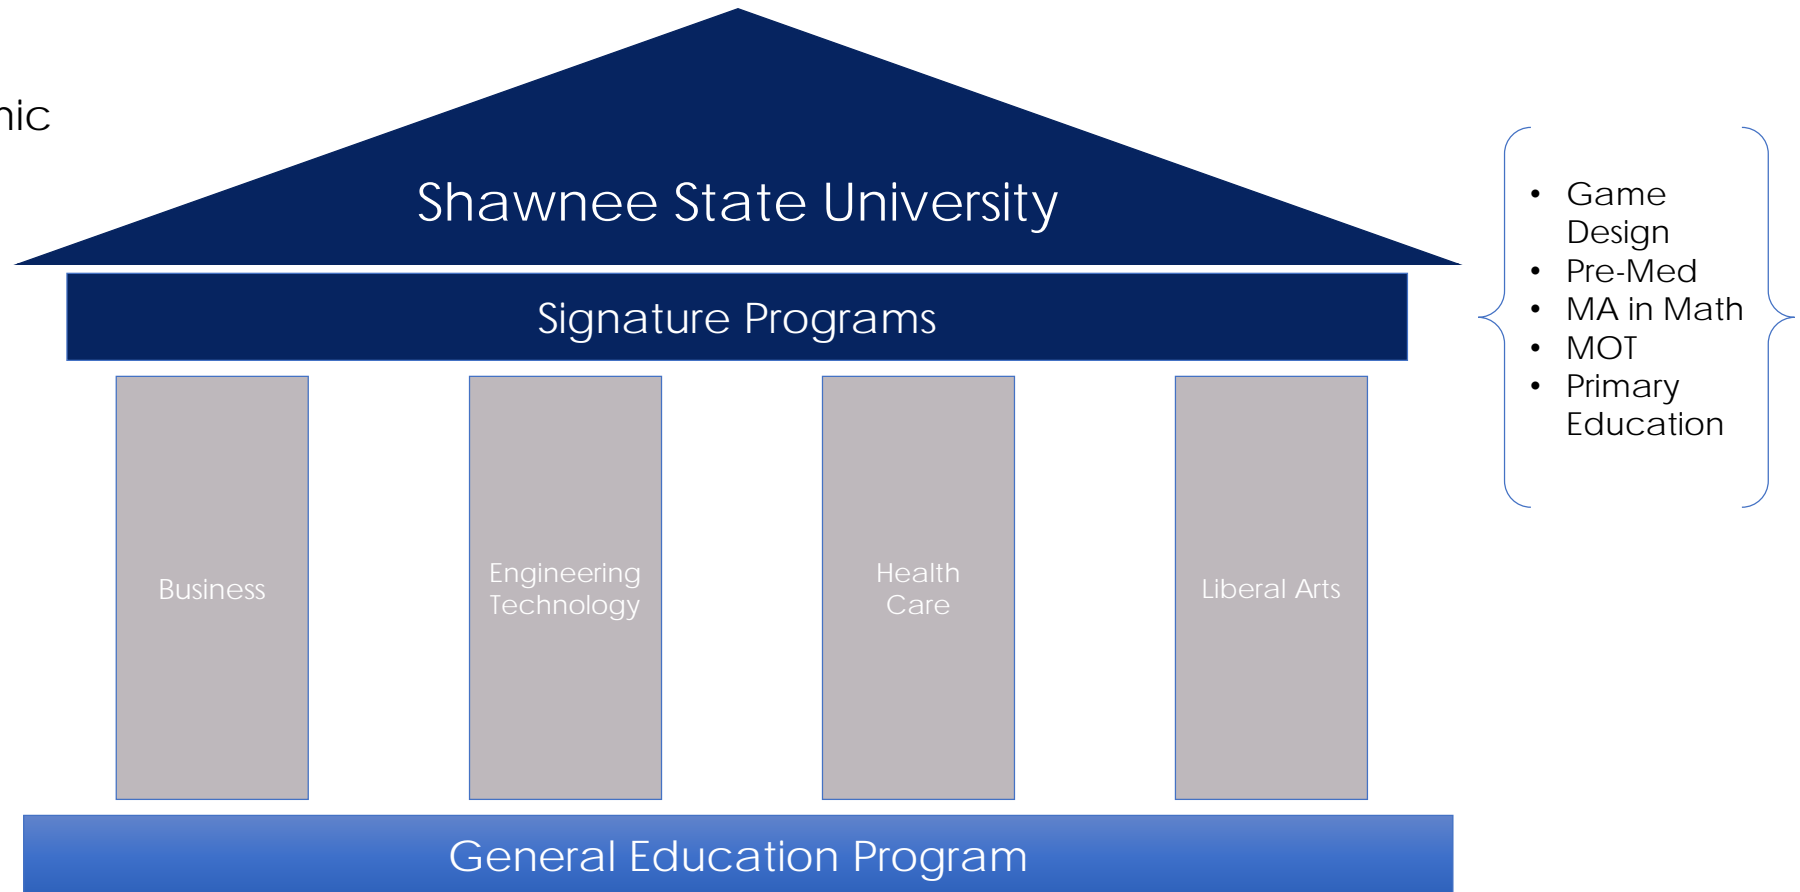 Shawnee State University
Signature Programs
• Game
Design
• Pre-Med
• MA in Math
• MOT
• Primary
Education
Business
Engineering
Technology
Health
Care
Liberal Arts
General Education Program